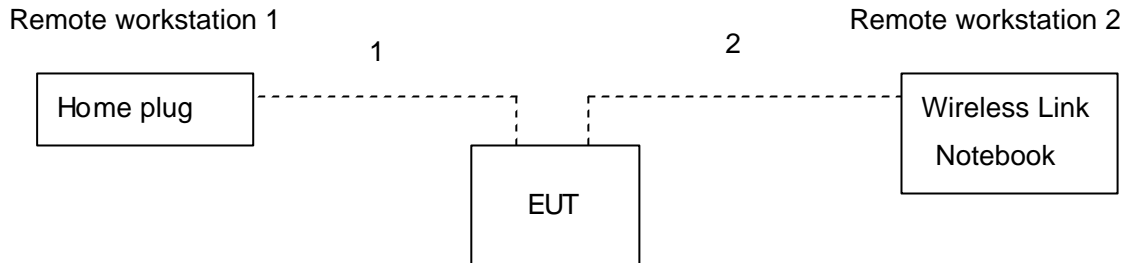 Remote workstation 1
Remote workstation 2
1
2
Home plug
Wireless Link
Notebook
EUT